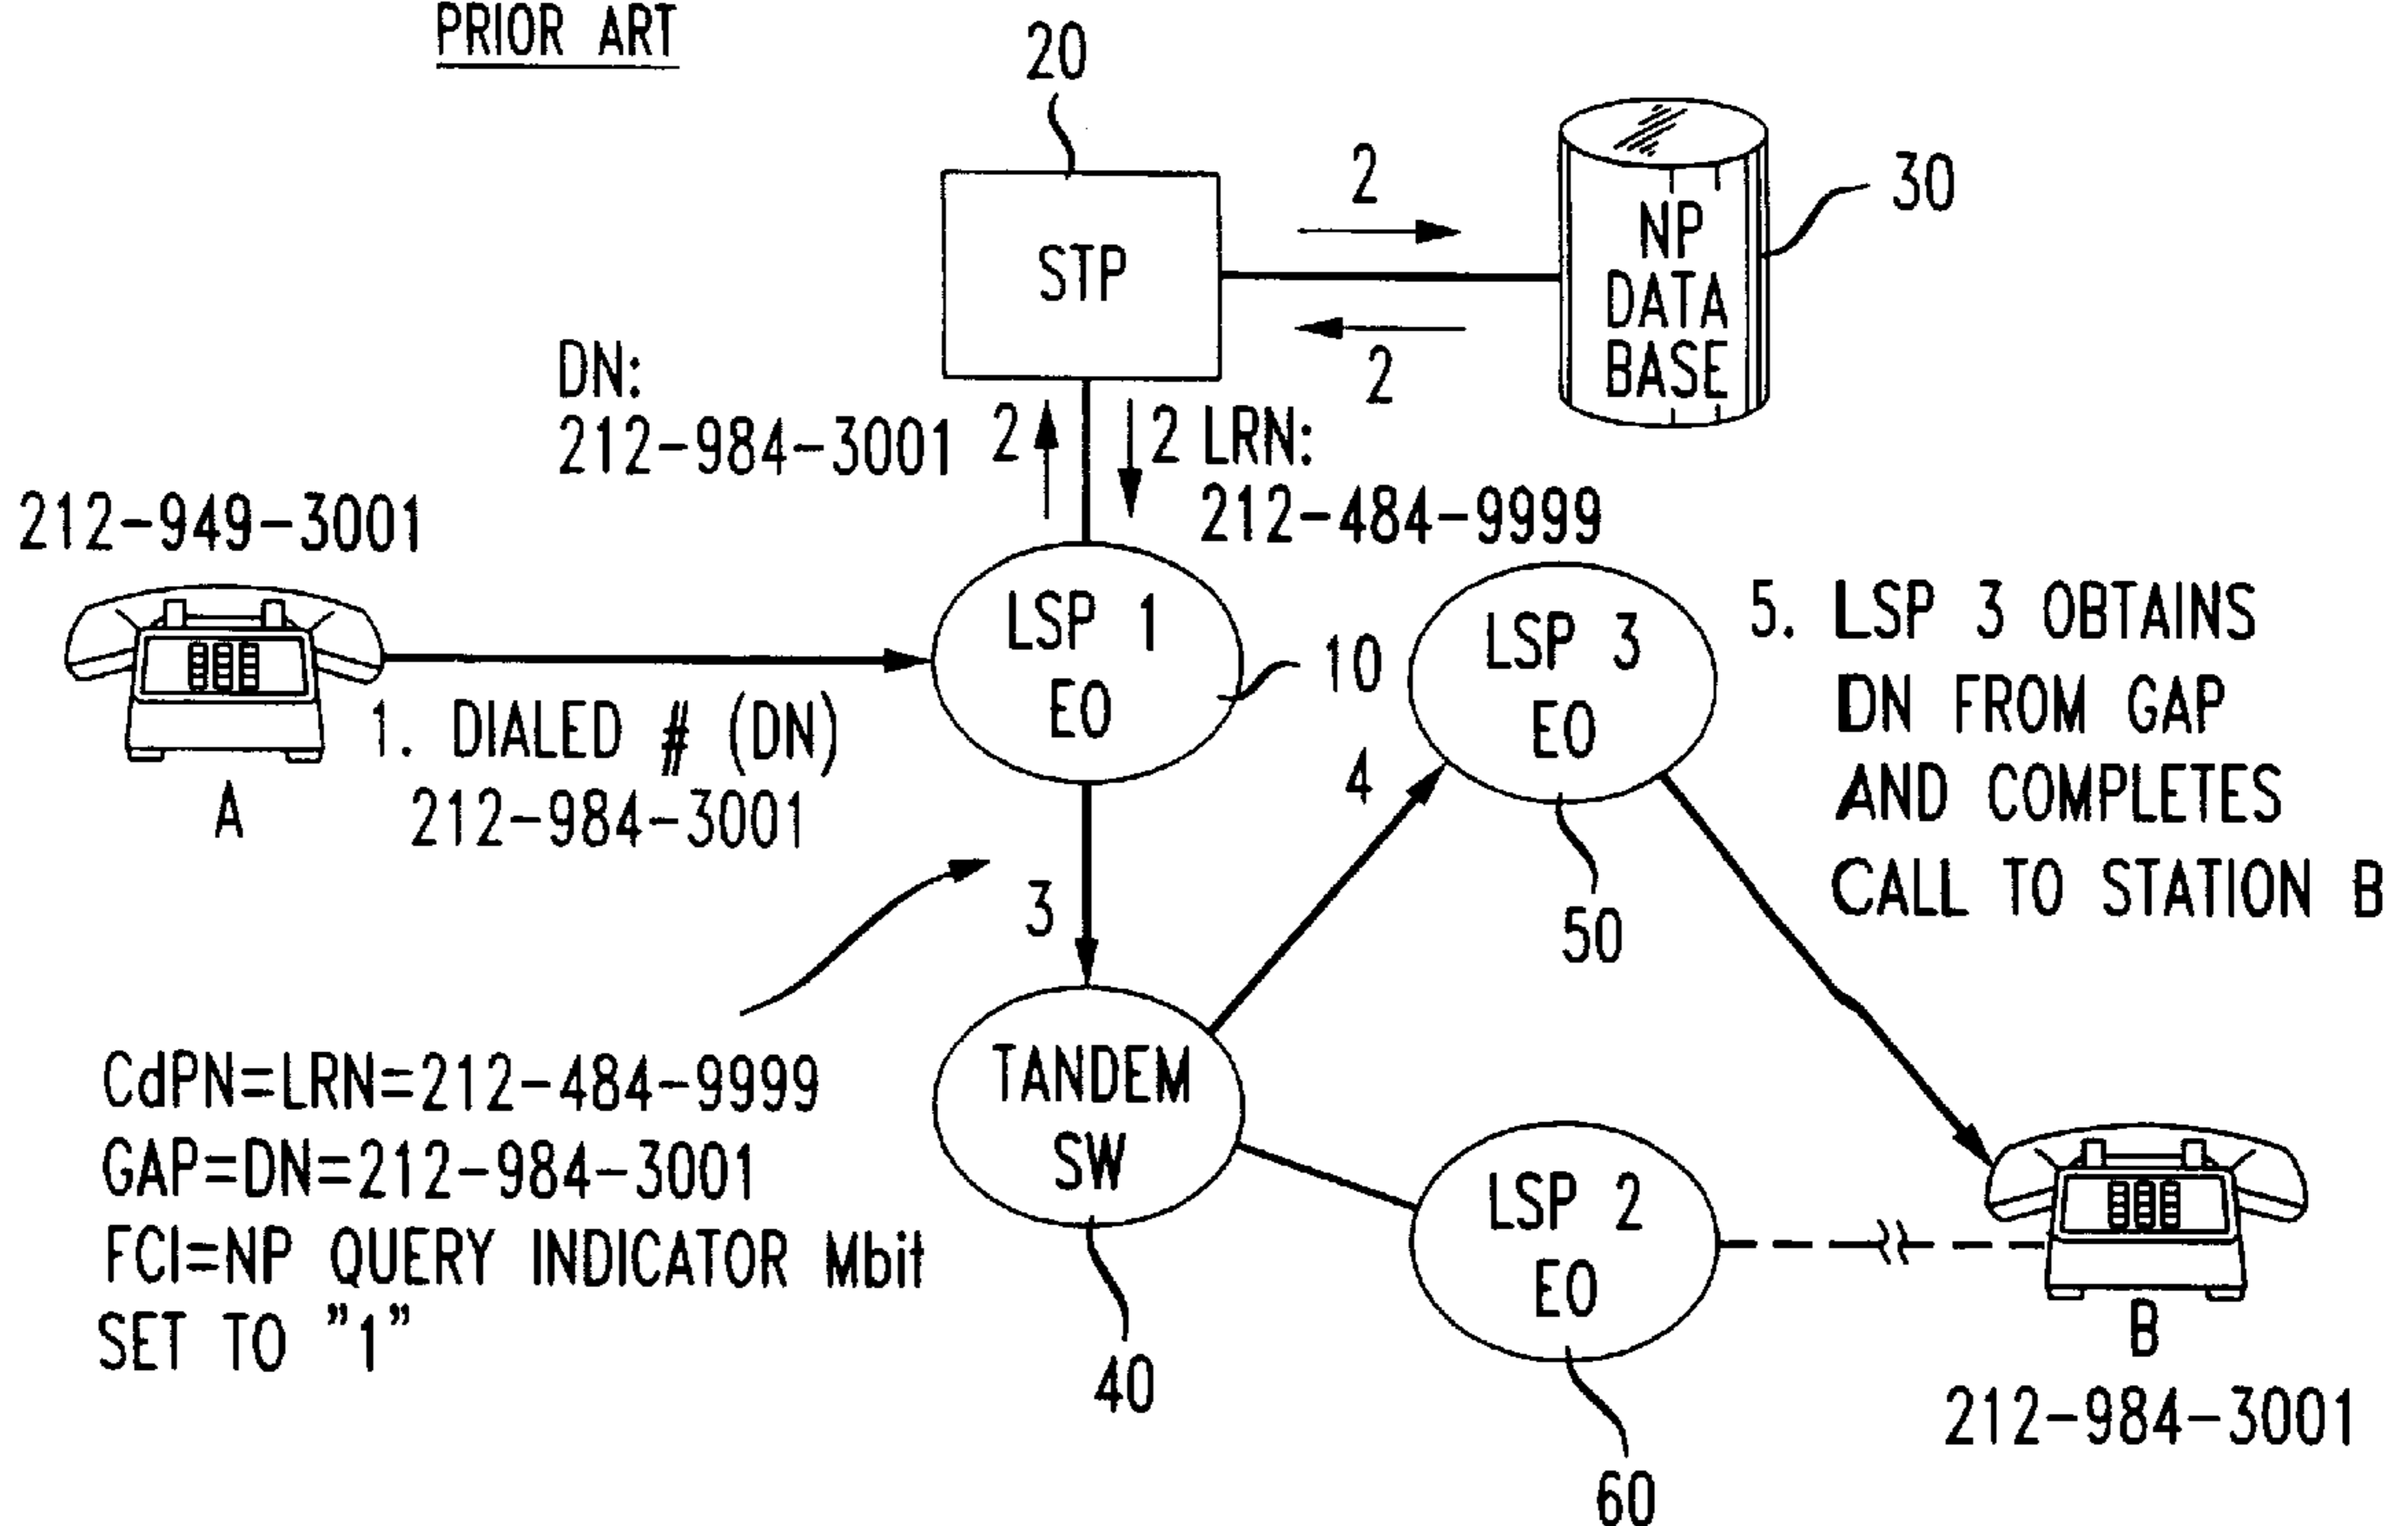 PRIOR ART
20
2
30
NP
DATA
BASE
STP
2
DN:
212-984-3001
2
2 LRN:
212-484-9999
212-949-3001
LSP 1
EO
10
LSP 3
EO
5. LSP 3 OBTAINS
DN FROM GAP
AND COMPLETES
CALL TO STATION B
1. DIALED # (DN)
212-984-3001
A
4
3
50
CdPN=LRN=212-484-9999
GAP=DN=212-984-3001
FCI=NP QUERY INDICATOR Mbit
SET TO "1"
TANDEM
SW
40
LSP 2
EO
60
B
212-984-3001